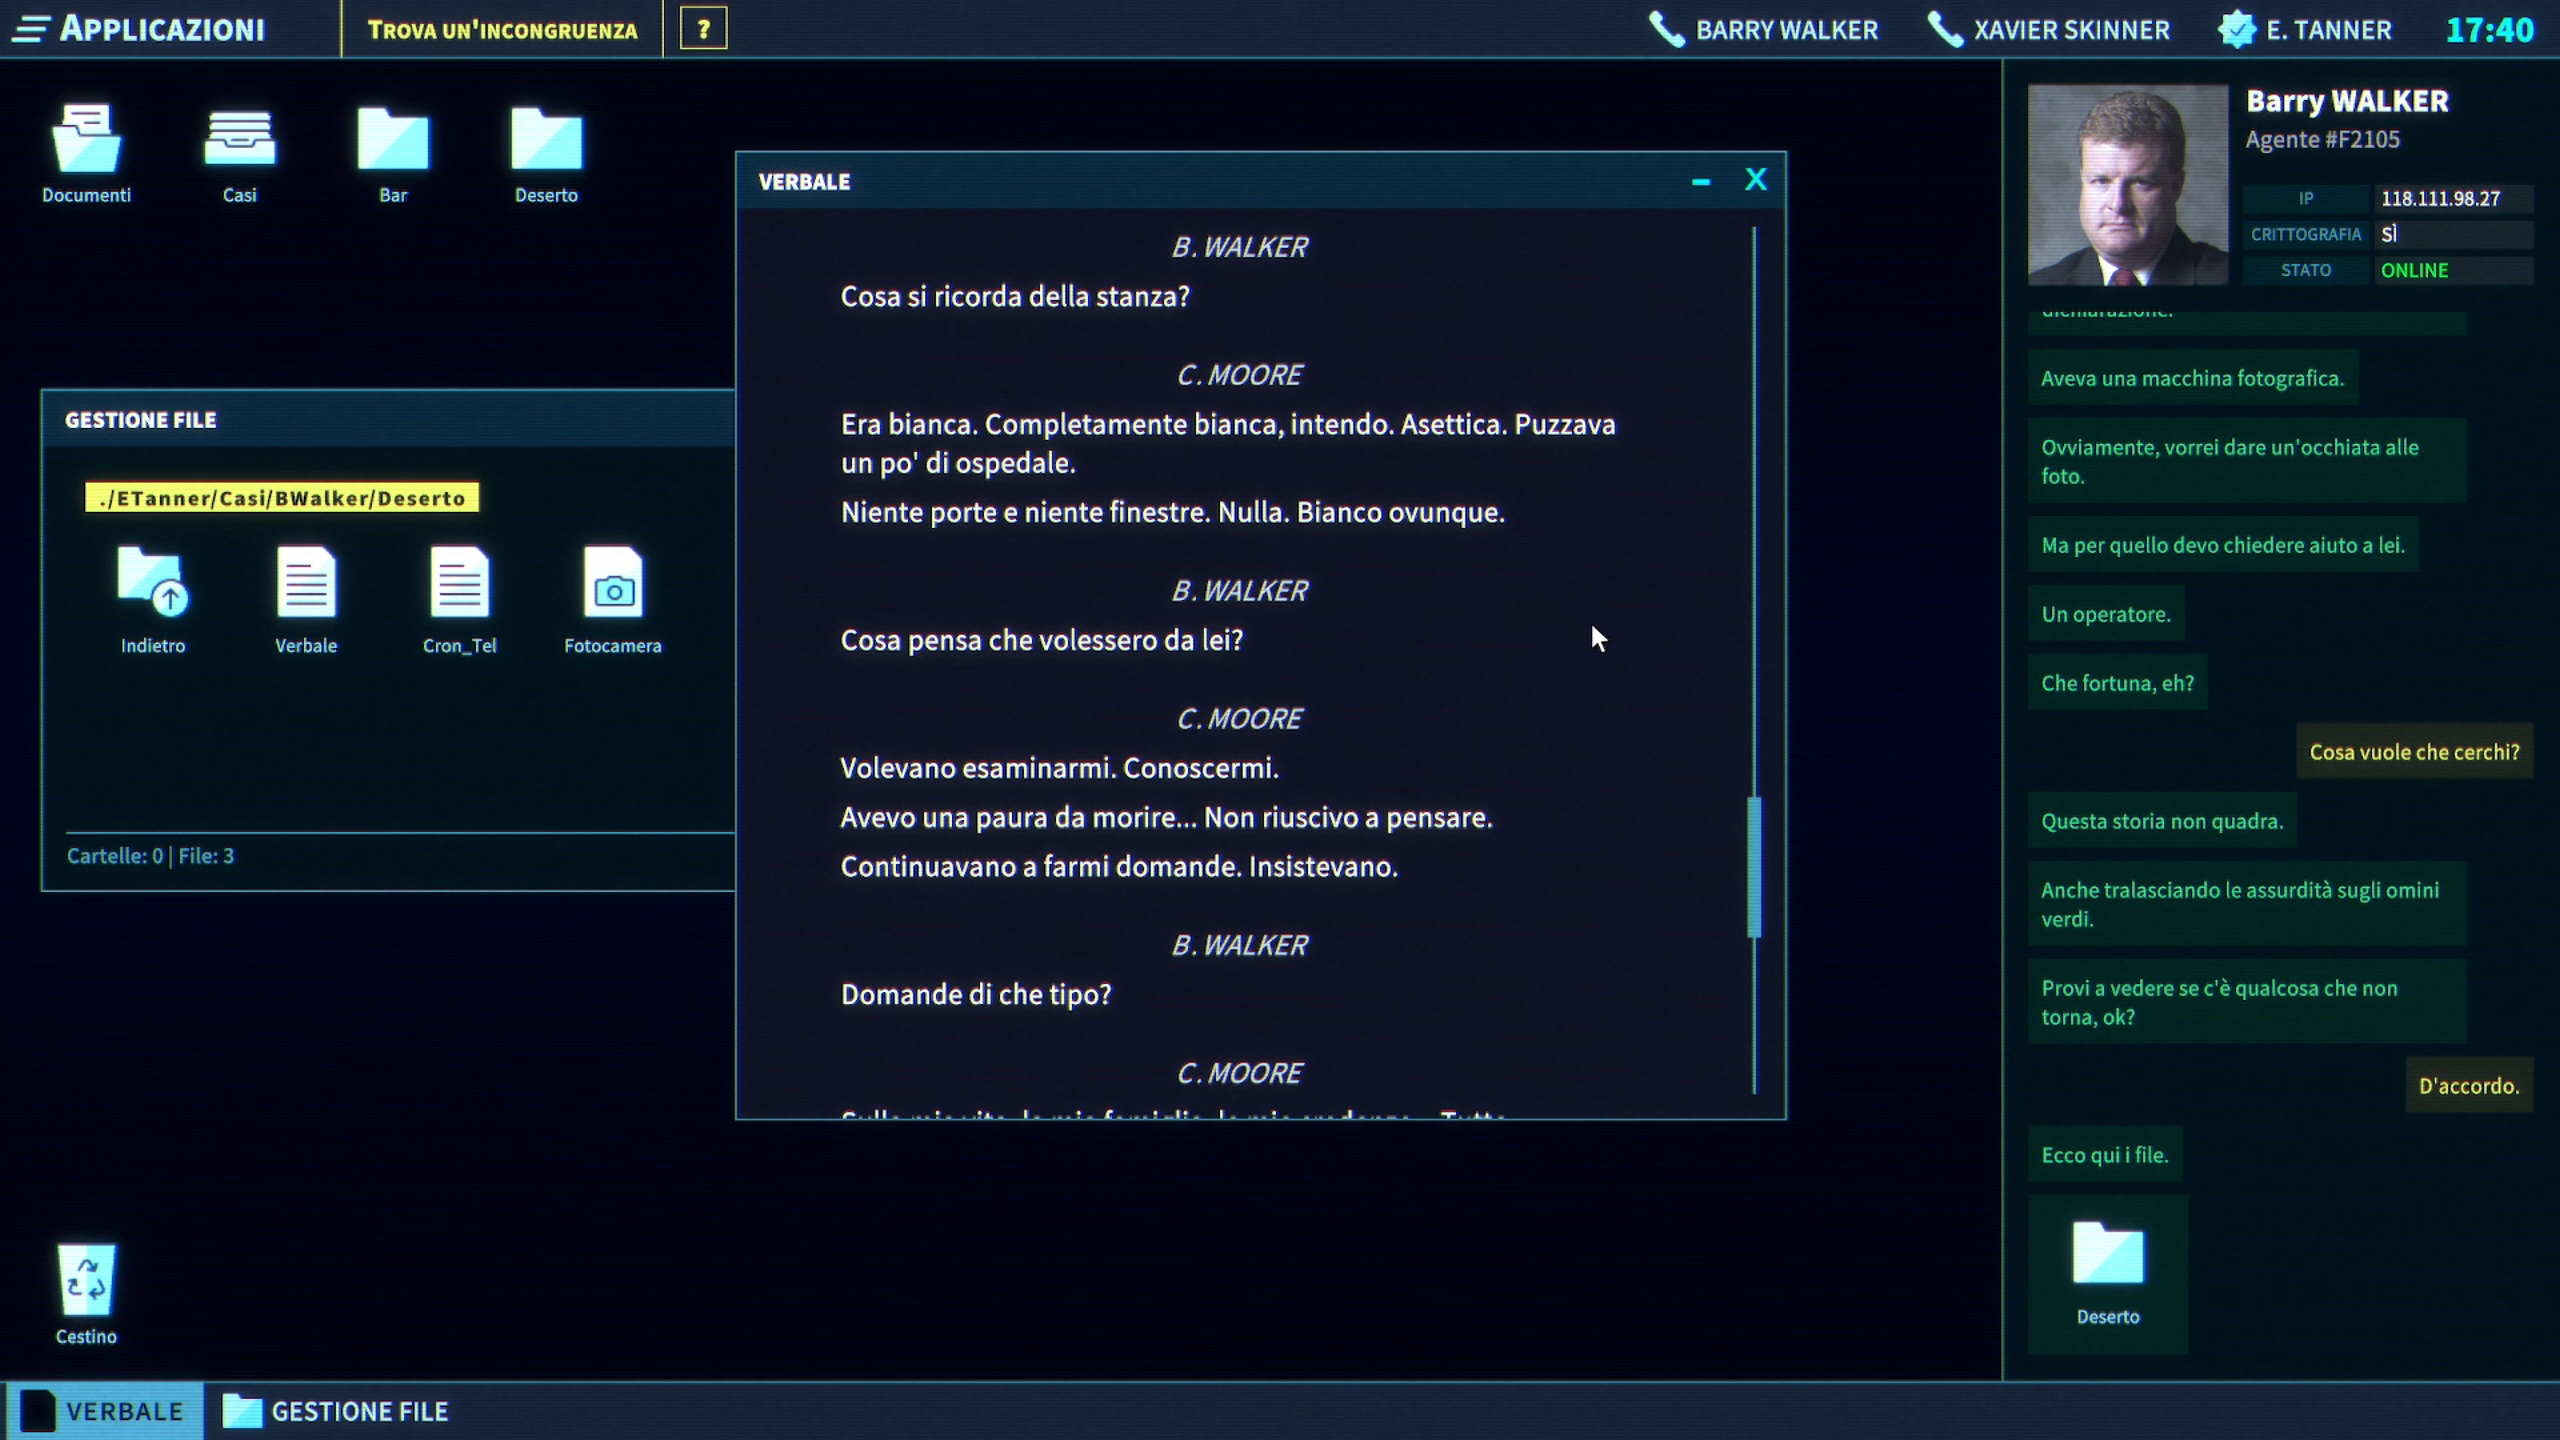 APPLICAZIONI
TROVA UN'INCONGRUENZA
?
BARRY WALKER
XAVIER SKINNER
E. TANNER
17:40
Documenti
Casi
Bar
Deserto
GESTIONE FILE
./ETanner/Casi/BWalker/Deserto
Indietro
Verbale
Cron_Tel
Fotocamera
Cartelle: 0 | File: 3
Cestino
VERBALE
X
B. WALKER
Cosa si ricorda della stanza?
C. MOORE
Era bianca. Completamente bianca, intendo. Asettica. Puzzava
un po' di ospedale.
Niente porte e niente finestre. Nulla. Bianco ovunque.
B. WALKER
Cosa pensa che volessero da lei?
C. MOORE
Volevano esaminarmi. Conoscermi.
Avevo una paura da morire... Non riuscivo a pensare.
Continuavano a farmi domande. Insistevano.
B. WALKER
Domande di che tipo?
C. MOORE
Barry WALKER
Agente #F2105
IP 118.111.98.27
CRITTOGRAFIA SÌ
STATO ONLINE
dichiarazione.
Aveva una macchina fotografica.
Ovviamente, vorrei dare un'occhiata alle
foto.
Ma per quello devo chiedere aiuto a lei.
Un operatore.
Che fortuna, eh?
Cosa vuole che cerchi?
Questa storia non quadra.
Anche tralasciando le assurdità sugli omini
verdi.
Provi a vedere se c'è qualcosa che non
torna, ok?
D'accordo.
Ecco qui i file.
Deserto
VERBALE
GESTIONE FILE